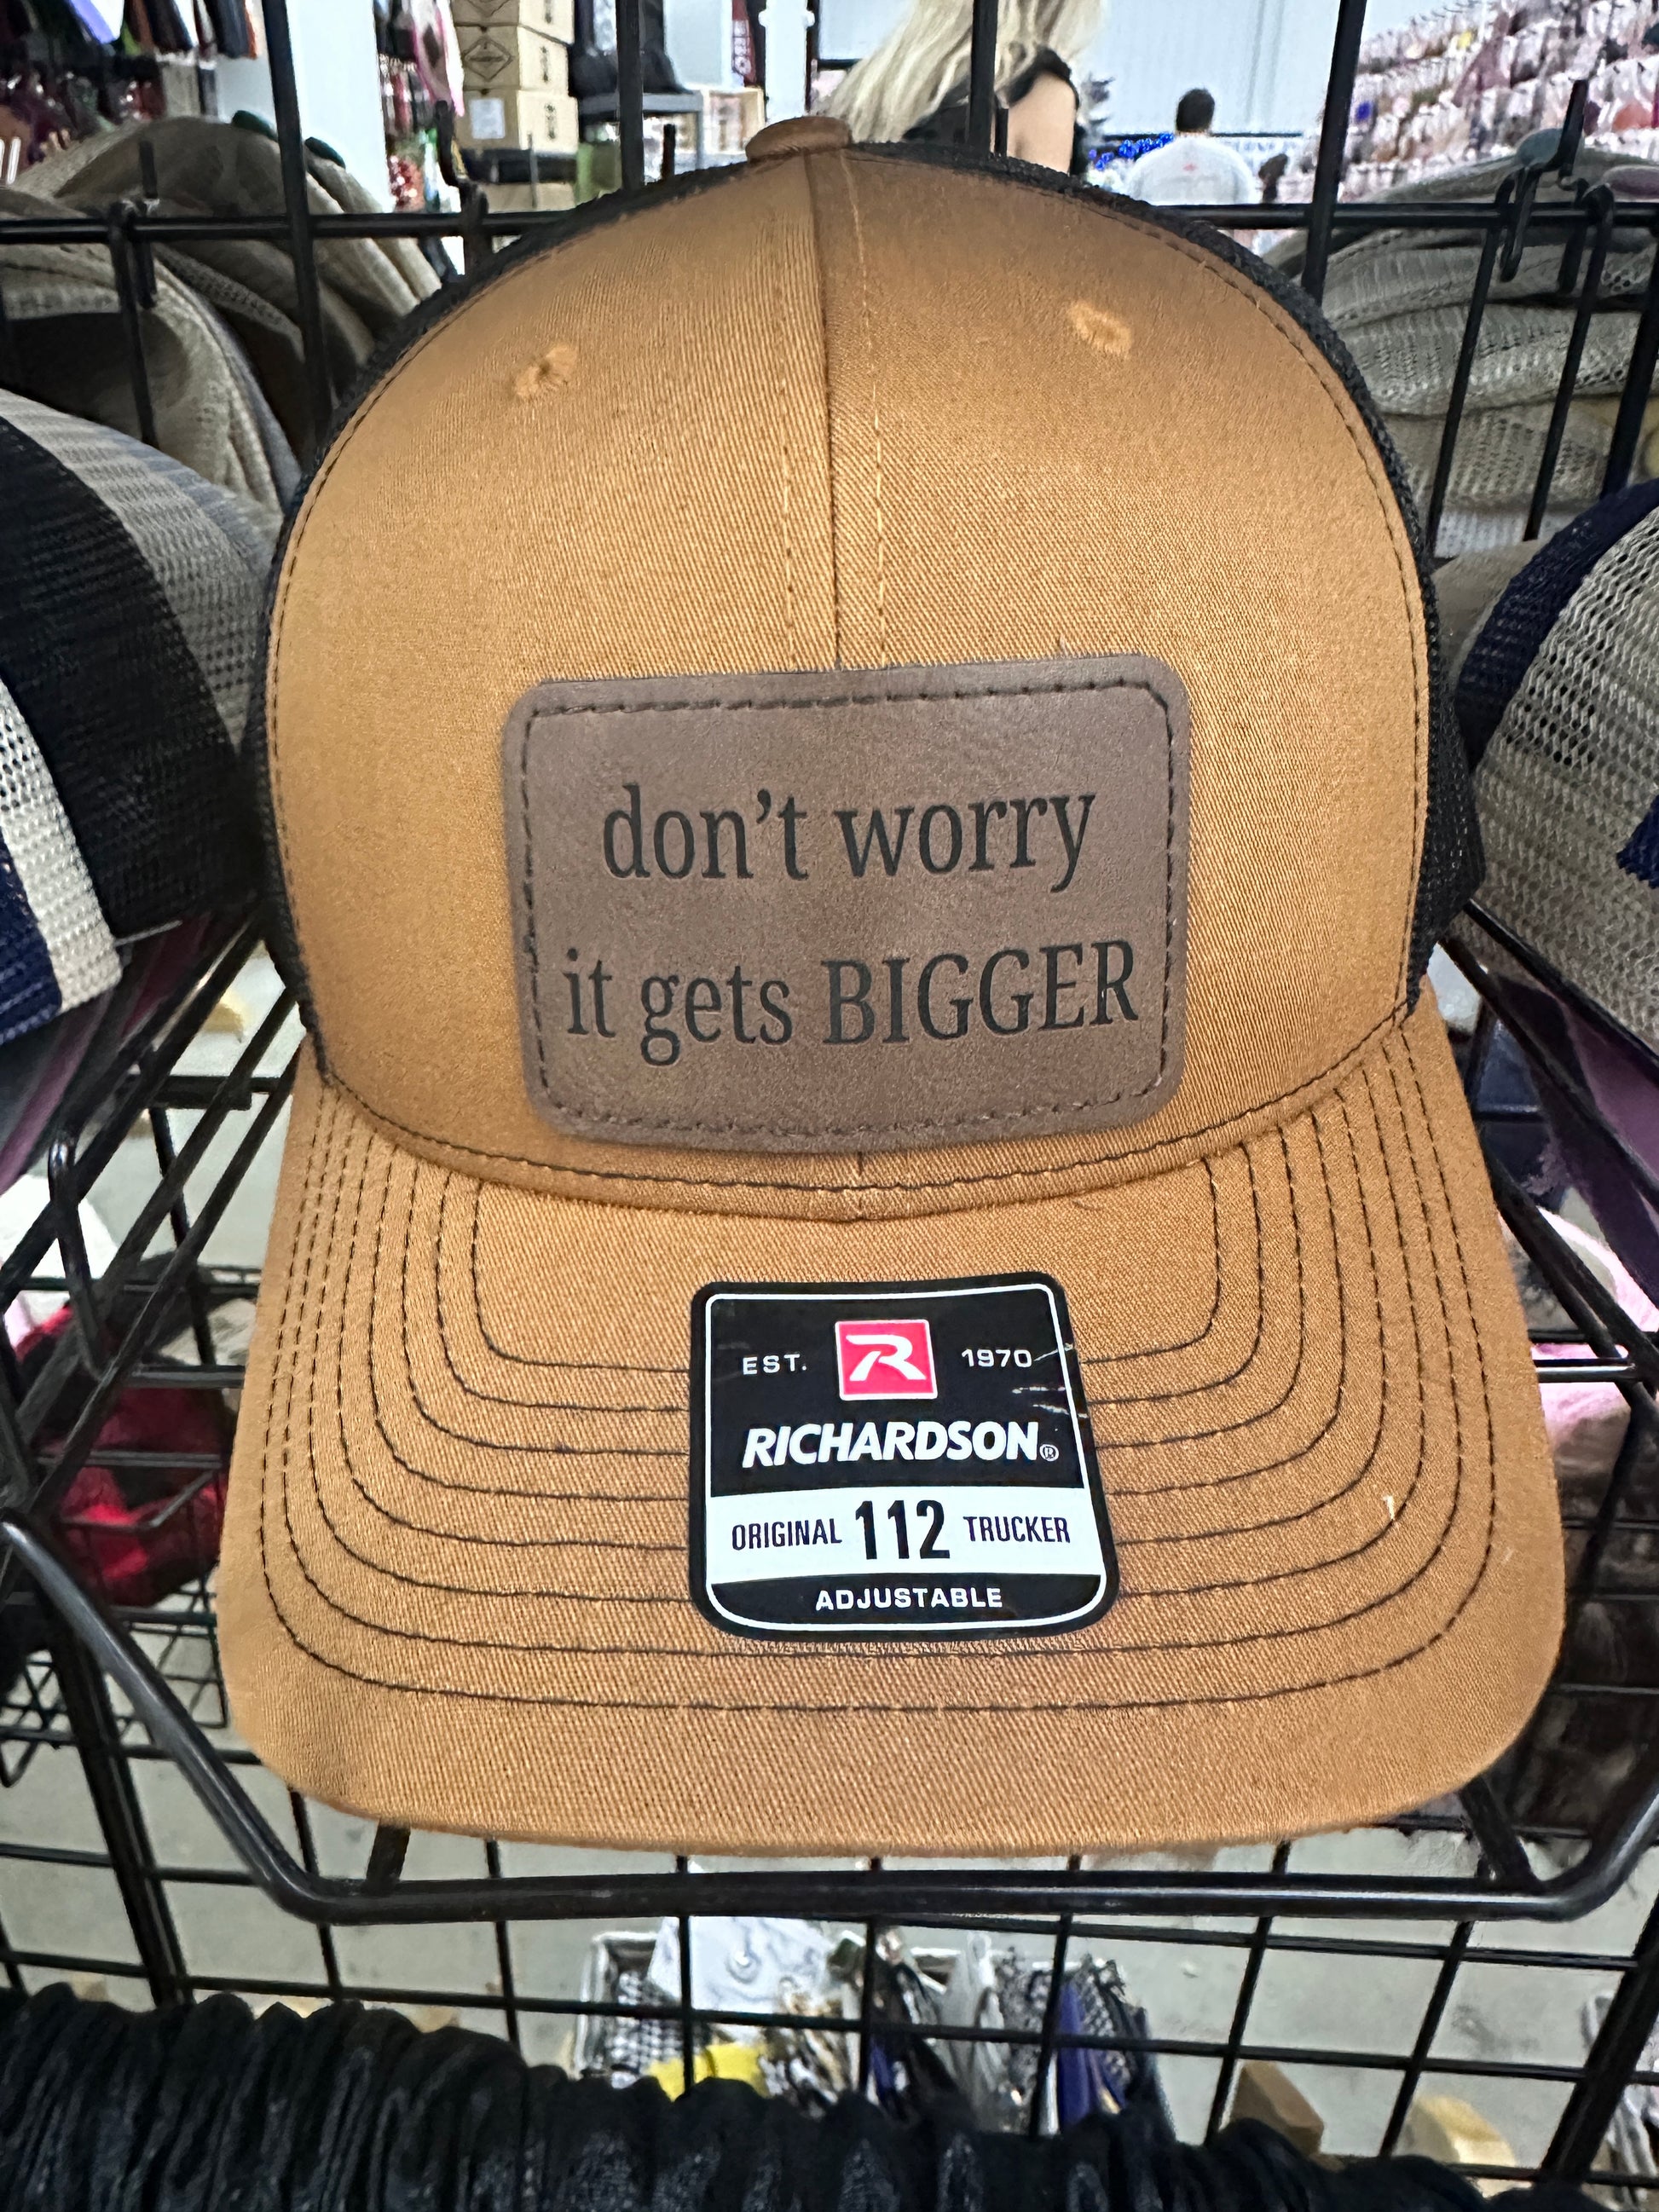 don't worry
it gets BIGGER
EST. R 1970
RICHARDSON®
ORIGINAL 112 TRUCKER
ADJUSTABLE